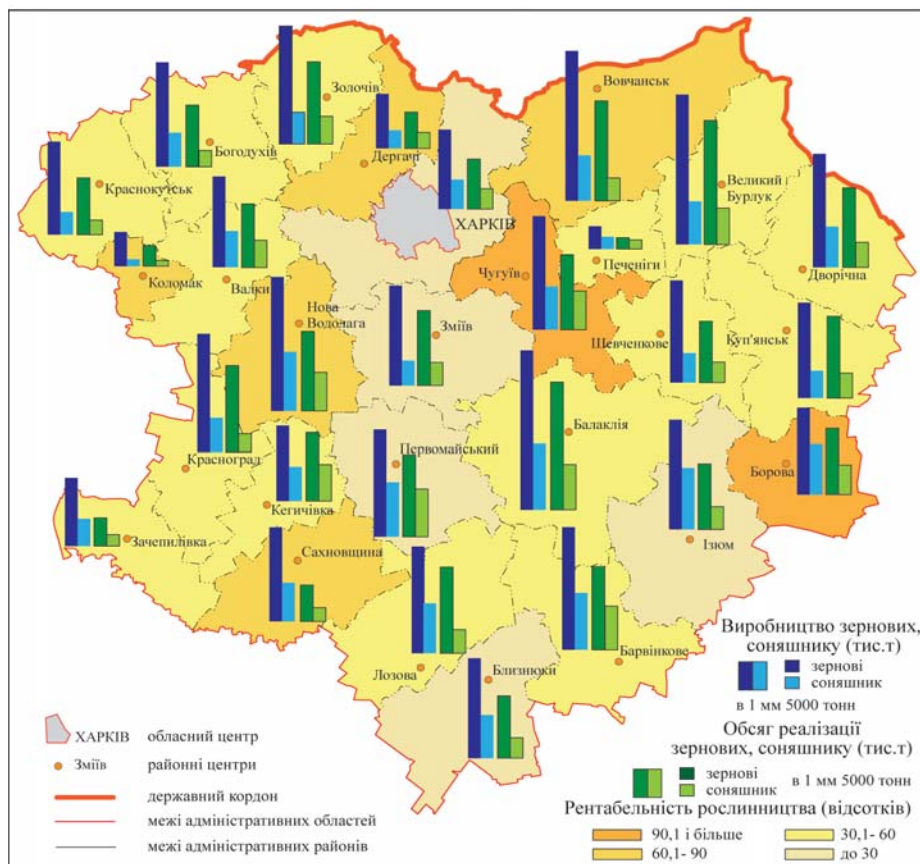 Золочів
Вовчанськ
Богодухів
Дергачі
Краснокутськ
Великий
Бурлук
ХАРКІВ
Печеніги
Чугуїв
Дворічна
Коломак
Валки
Нова
Водолага
Зміїв
Шевченкове
Куп'янськ
Балаклія
Первомайський
Красноград
Борова
Кегичівка
Зачепилівка
Ізюм
Сахновщина
Лозова
Близнюки
Барвінкове
Виробництво зернових,
соняшнику (тис.т)
зернові
соняшник
в 1 мм 5000 тонн
Обсяг реалізації
зернових, соняшнику (тис.т)
зернові
соняшник
в 1 мм 5000 тонн
Рентабельність рослинництва (відсотків)
90,1 і більше
30,1- 60
60,1- 90
до 30
ХАРКІВ обласний центр
Зміїв районні центри
державний кордон
межі адміністративних областей
межі адміністративних районів